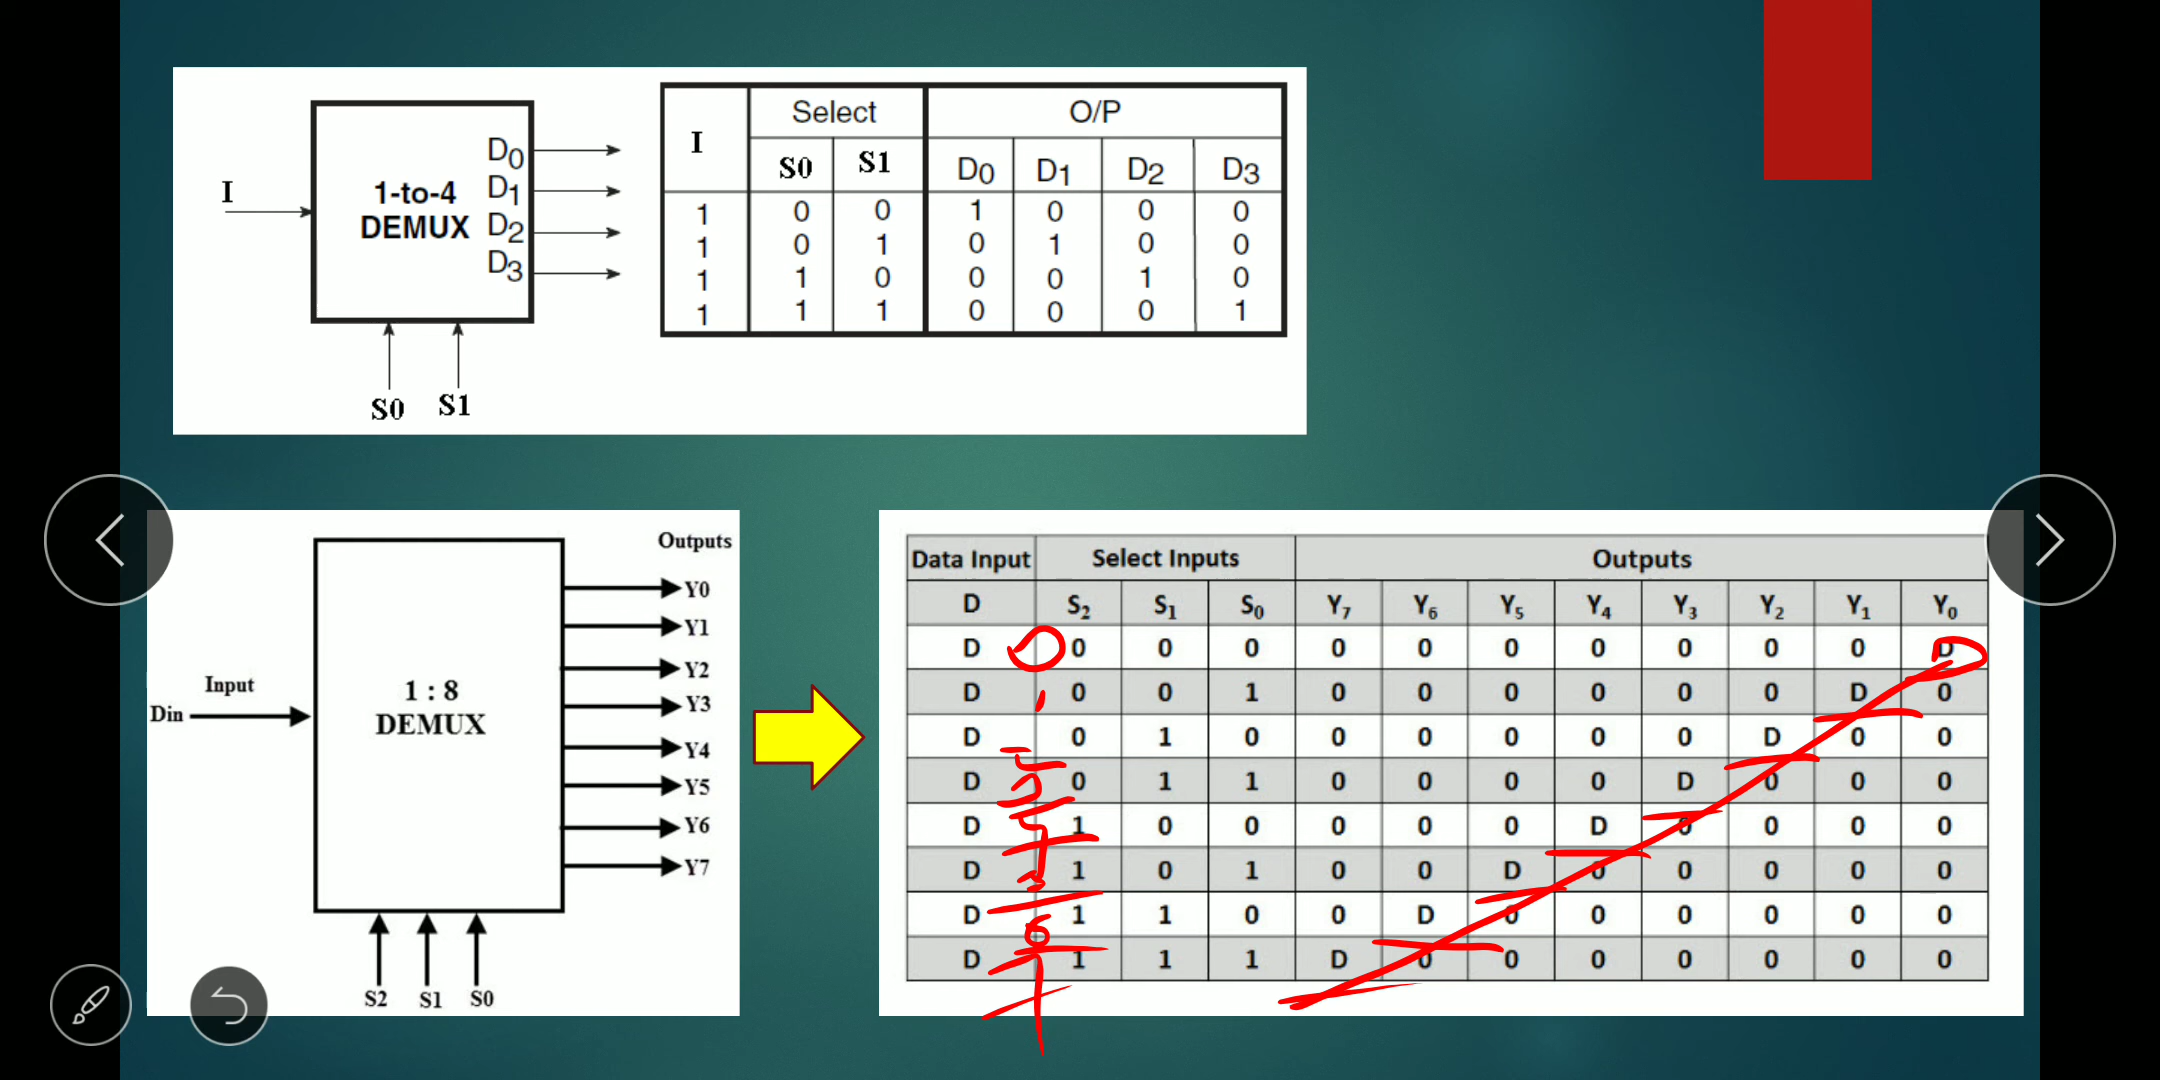 I
1-to-4
DEMUX
D0
D1
D2
D3
S0 S1
I Select O/P
S0 S1 D0 D1 D2 D3
1 0 0 1 0 0 0
1 0 1 0 1 0 0
1 1 0 0 0 1 0
1 1 1 0 0 0 1
Outputs
Input
Din
1 : 8
DEMUX
Y0
Y1
Y2
Y3
Y4
Y5
Y6
Y7
S2 S1 S0
Data Input Select Inputs Outputs
D S2 S1 S0 Y7 Y6 Y5 Y4 Y3 Y2 Y1 Y0
D 0 0 0 0 0 0 0 0 0 0 D
D 0 0 1 0 0 0 0 0 0 D 0
D 0 1 0 0 0 0 0 0 D 0 0
D 0 1 1 0 0 0 0 D 0 0 0
D 1 0 0 0 0 0 D 0 0 0 0
D 1 0 1 0 0 D 0 0 0 0 0
D 1 1 0 0 D 0 0 0 0 0 0
D 1 1 1 D 0 0 0 0 0 0 0